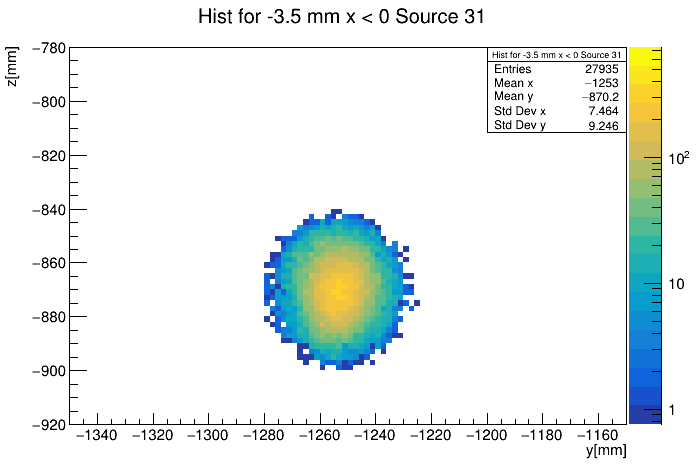 Hist for -3.5 mm x < 0 Source 31
z[mm]
−780
−800
−820
−840
−860
−880
−900
−920
Hist for -3.5 mm x < 0 Source 31
Entries 27935
Mean x −1253
Mean y −870.2
Std Dev x 7.464
Std Dev y 9.246
10²
10
1
−1340 −1320 −1300 −1280 −1260 −1240 −1220 −1200 −1180 −1160
y[mm]